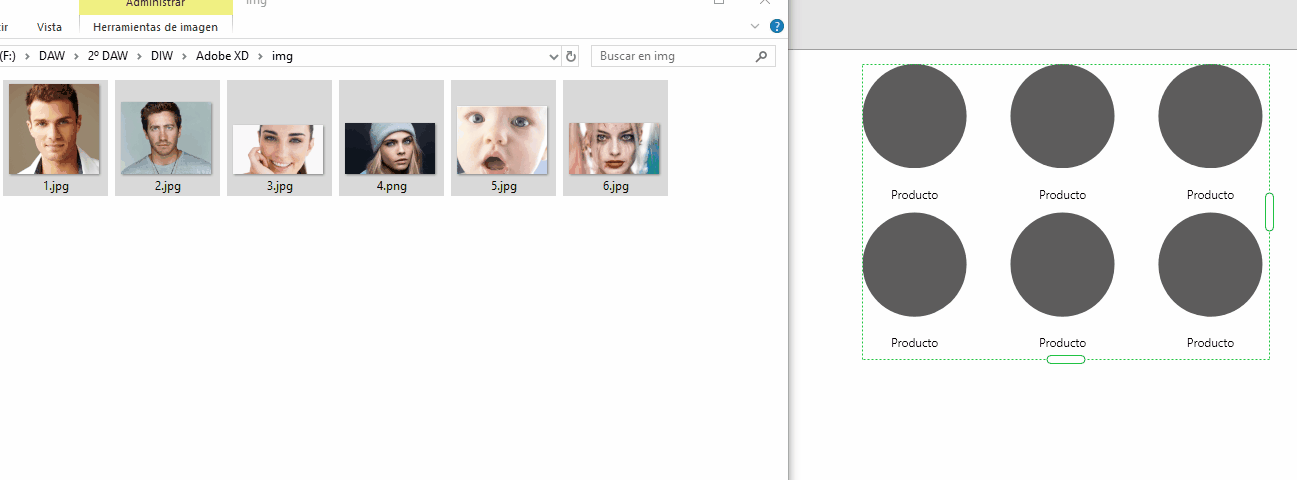 Administrar
img
Vista
Herramientas de imagen
?
(F:) > DAW > 2º DAW > DIW > Adobe XD > img
Buscar en img
1.jpg
2.jpg
3.jpg
4.png
5.jpg
6.jpg
Producto
Producto
Producto
Producto
Producto
Producto